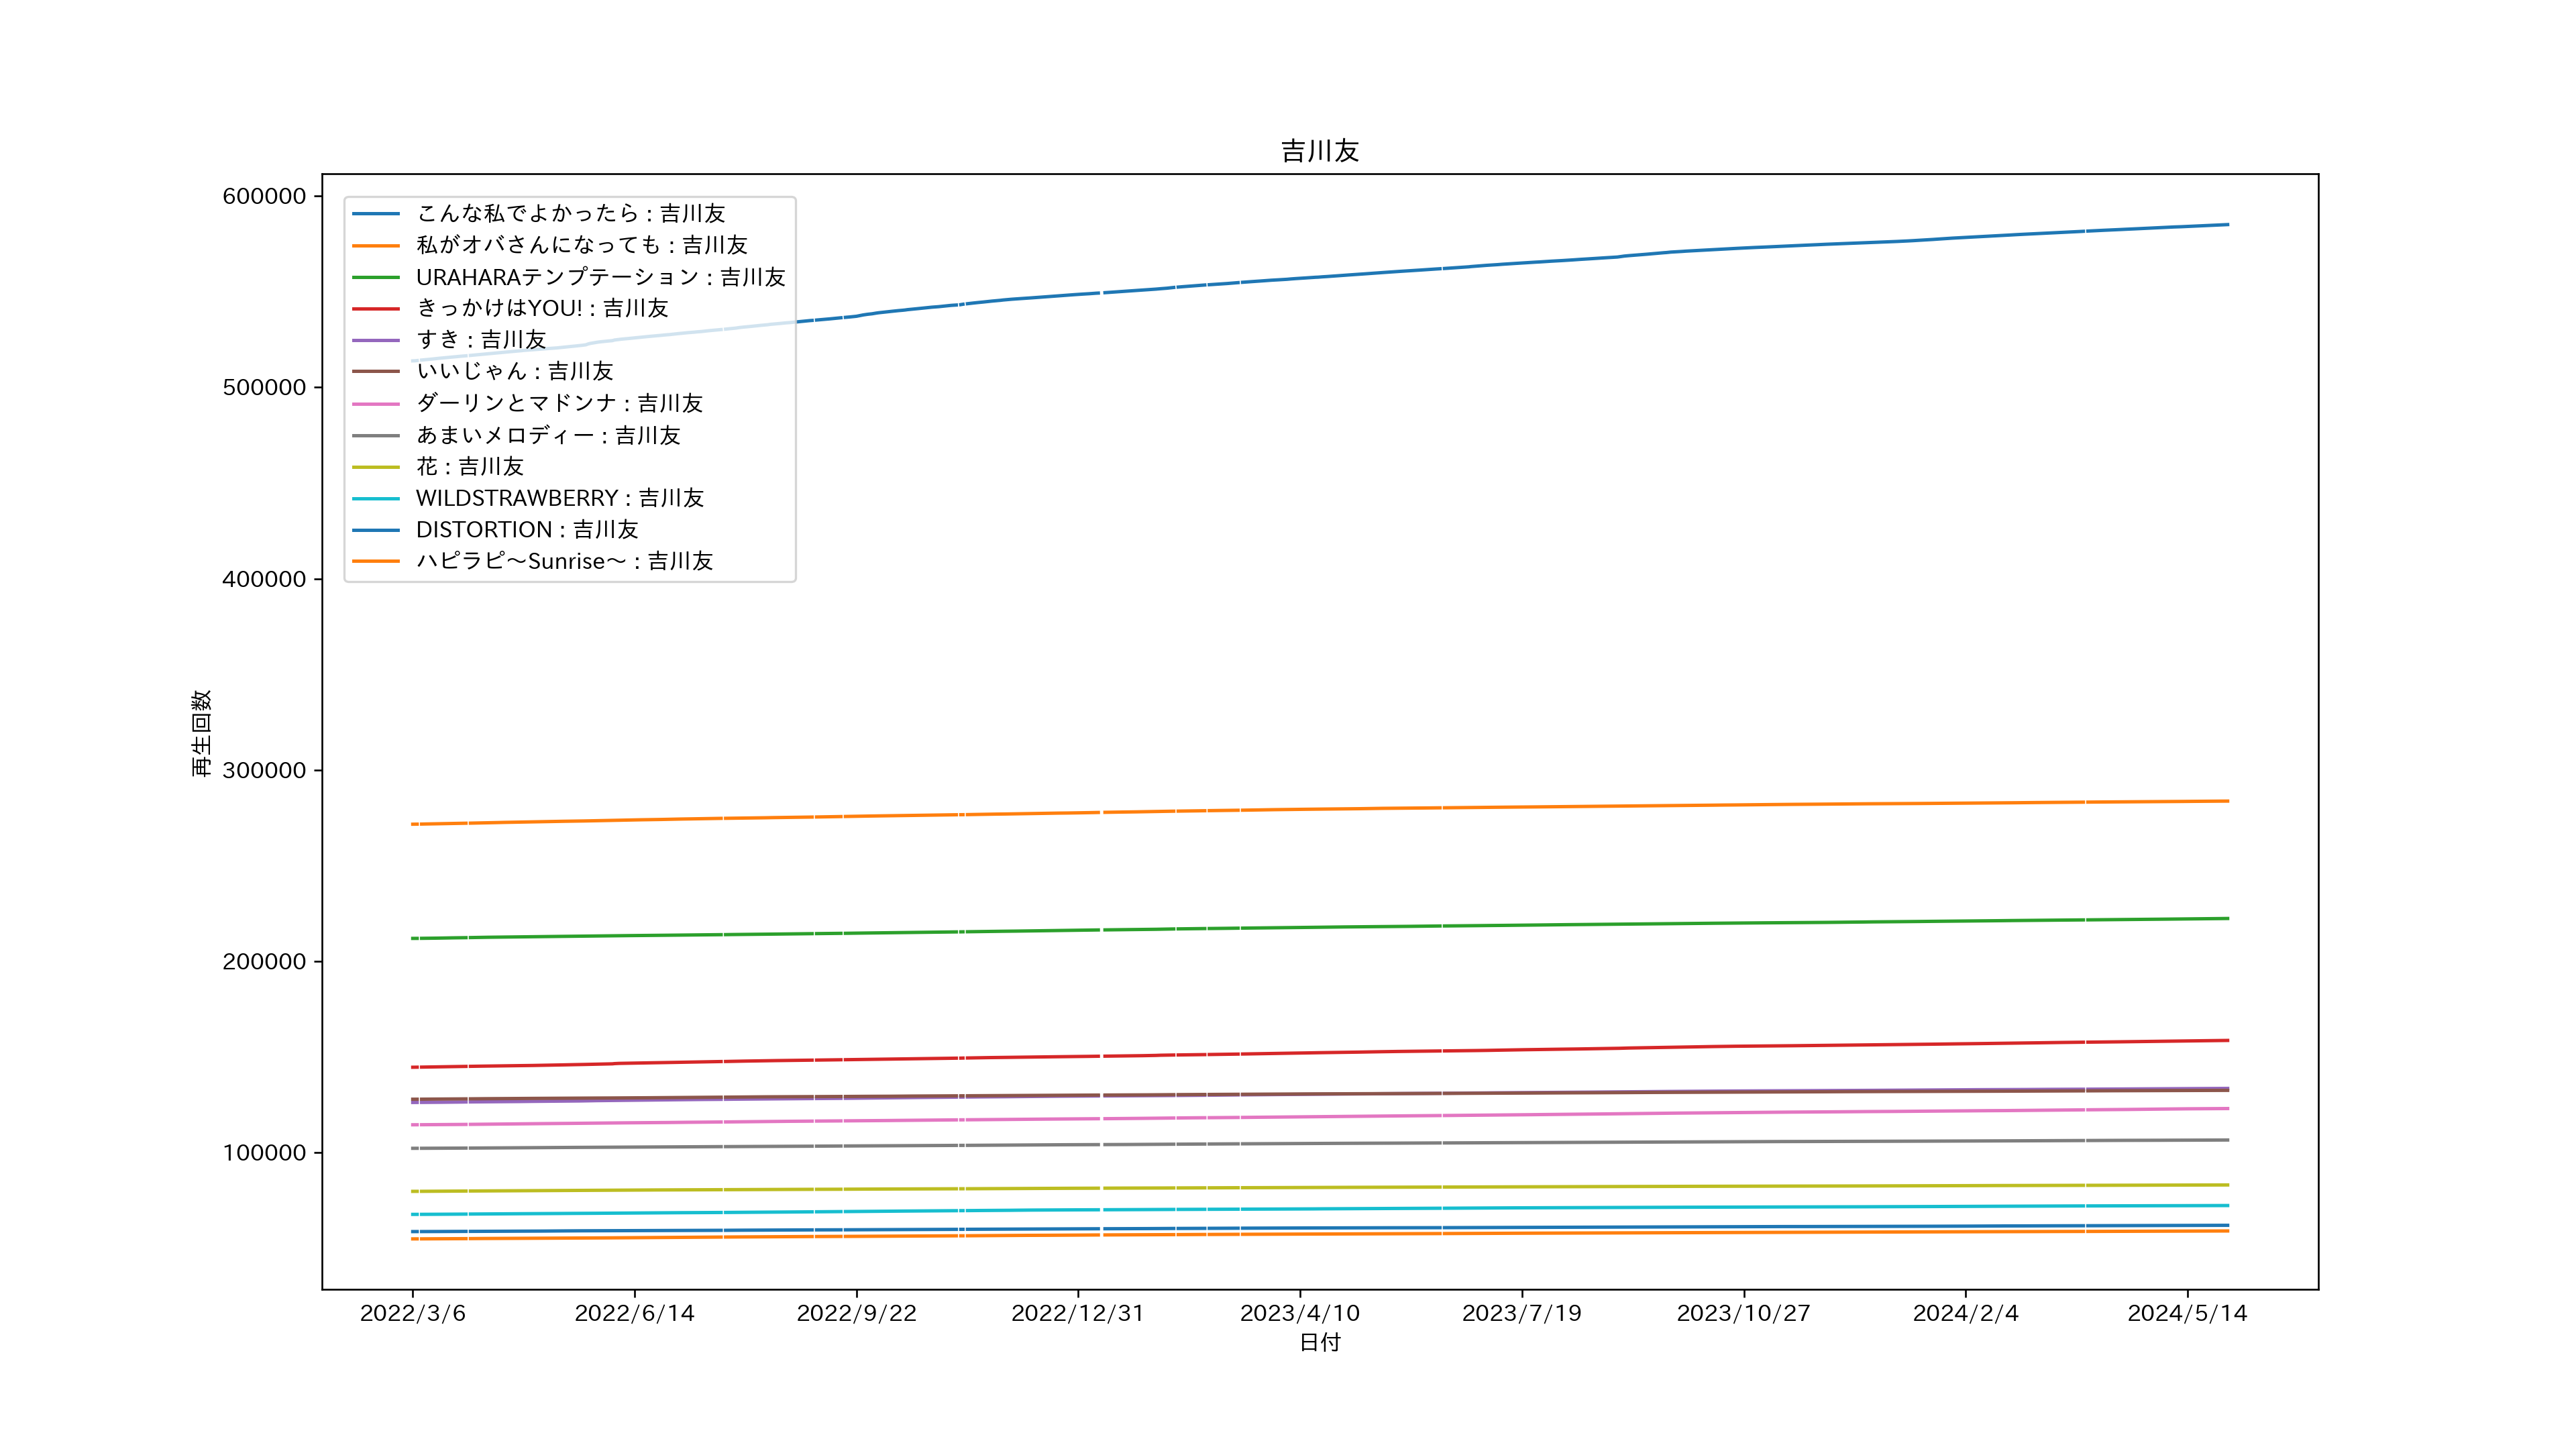 吉川友
600000
500000
400000
300000
200000
100000
再生回数
こんな私でよかったら : 吉川友
私がオバさんになっても : 吉川友
URAHARAテンプテーション : 吉川友
きっかけはYOU! : 吉川友
すき : 吉川友
いいじゃん : 吉川友
ダーリンとマドンナ : 吉川友
あまいメロディー : 吉川友
花 : 吉川友
WILDSTRAWBERRY : 吉川友
DISTORTION : 吉川友
ハピラピ〜Sunrise〜 : 吉川友
2022/3/6 2022/6/14 2022/9/22 2022/12/31 2023/4/10 2023/7/19 2023/10/27 2024/2/4 2024/5/14
日付